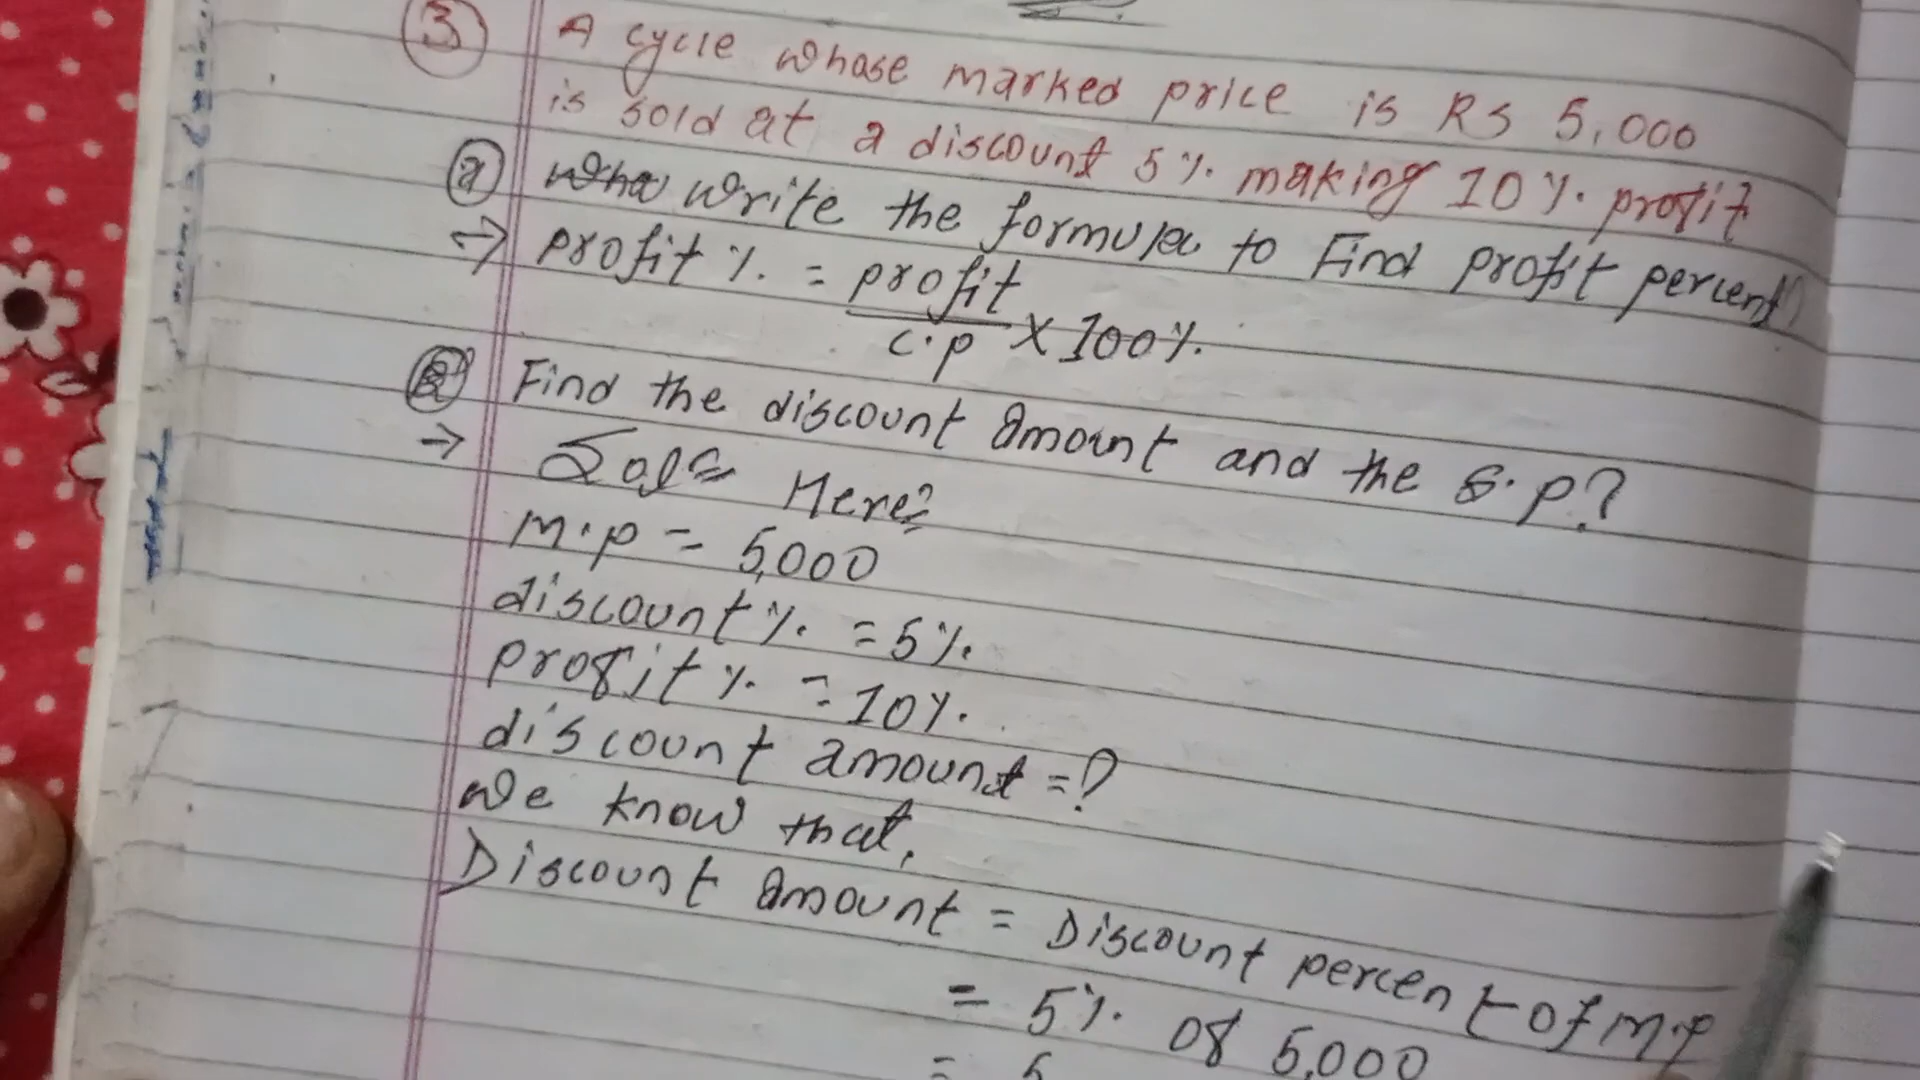 3 A cycle whose marked price is RS 5,000
is sold at a discount 5%. making 10%. profit
a write the formula to Find profit percent
→ profit %. = profit
c.p × 100%.
Find the discount amount and the S.p?
→ Solⁿ Here,
m.p = 5,000
discount %. = 5%.
profit %. = 10%.
discount amount = ?
we know that,
Discount amount = Discount percent of m.p
= 5%. of 5,000
= 5